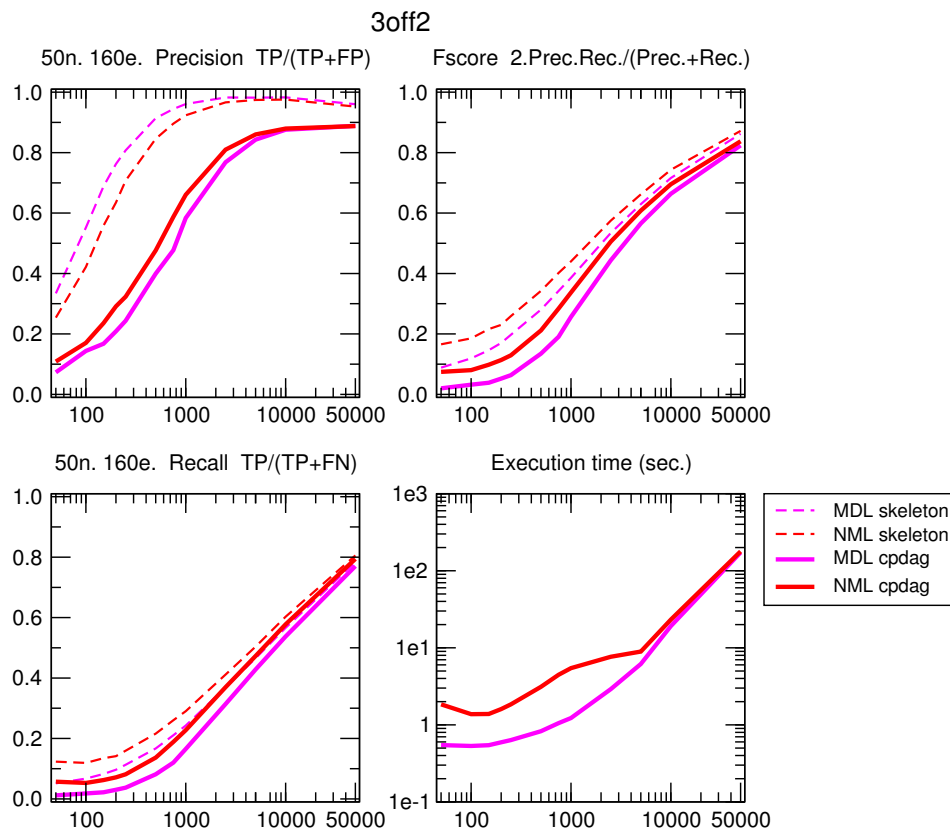 3off2
50n. 160e. Precision TP/(TP+FP)
Fscore 2.Prec.Rec./(Prec.+Rec.)
1.0
0.8
0.6
0.4
0.2
0.0
100 1000 10000 50000
1.0
0.8
0.6
0.4
0.2
0.0
100 1000 10000 50000
50n. 160e. Recall TP/(TP+FN)
Execution time (sec.)
1.0
0.8
0.6
0.4
0.2
0.0
100 1000 10000 50000
1e3
1e2
1e1
1
1e-1
100 1000 10000 50000
MDL skeleton
NML skeleton
MDL cpdag
NML cpdag